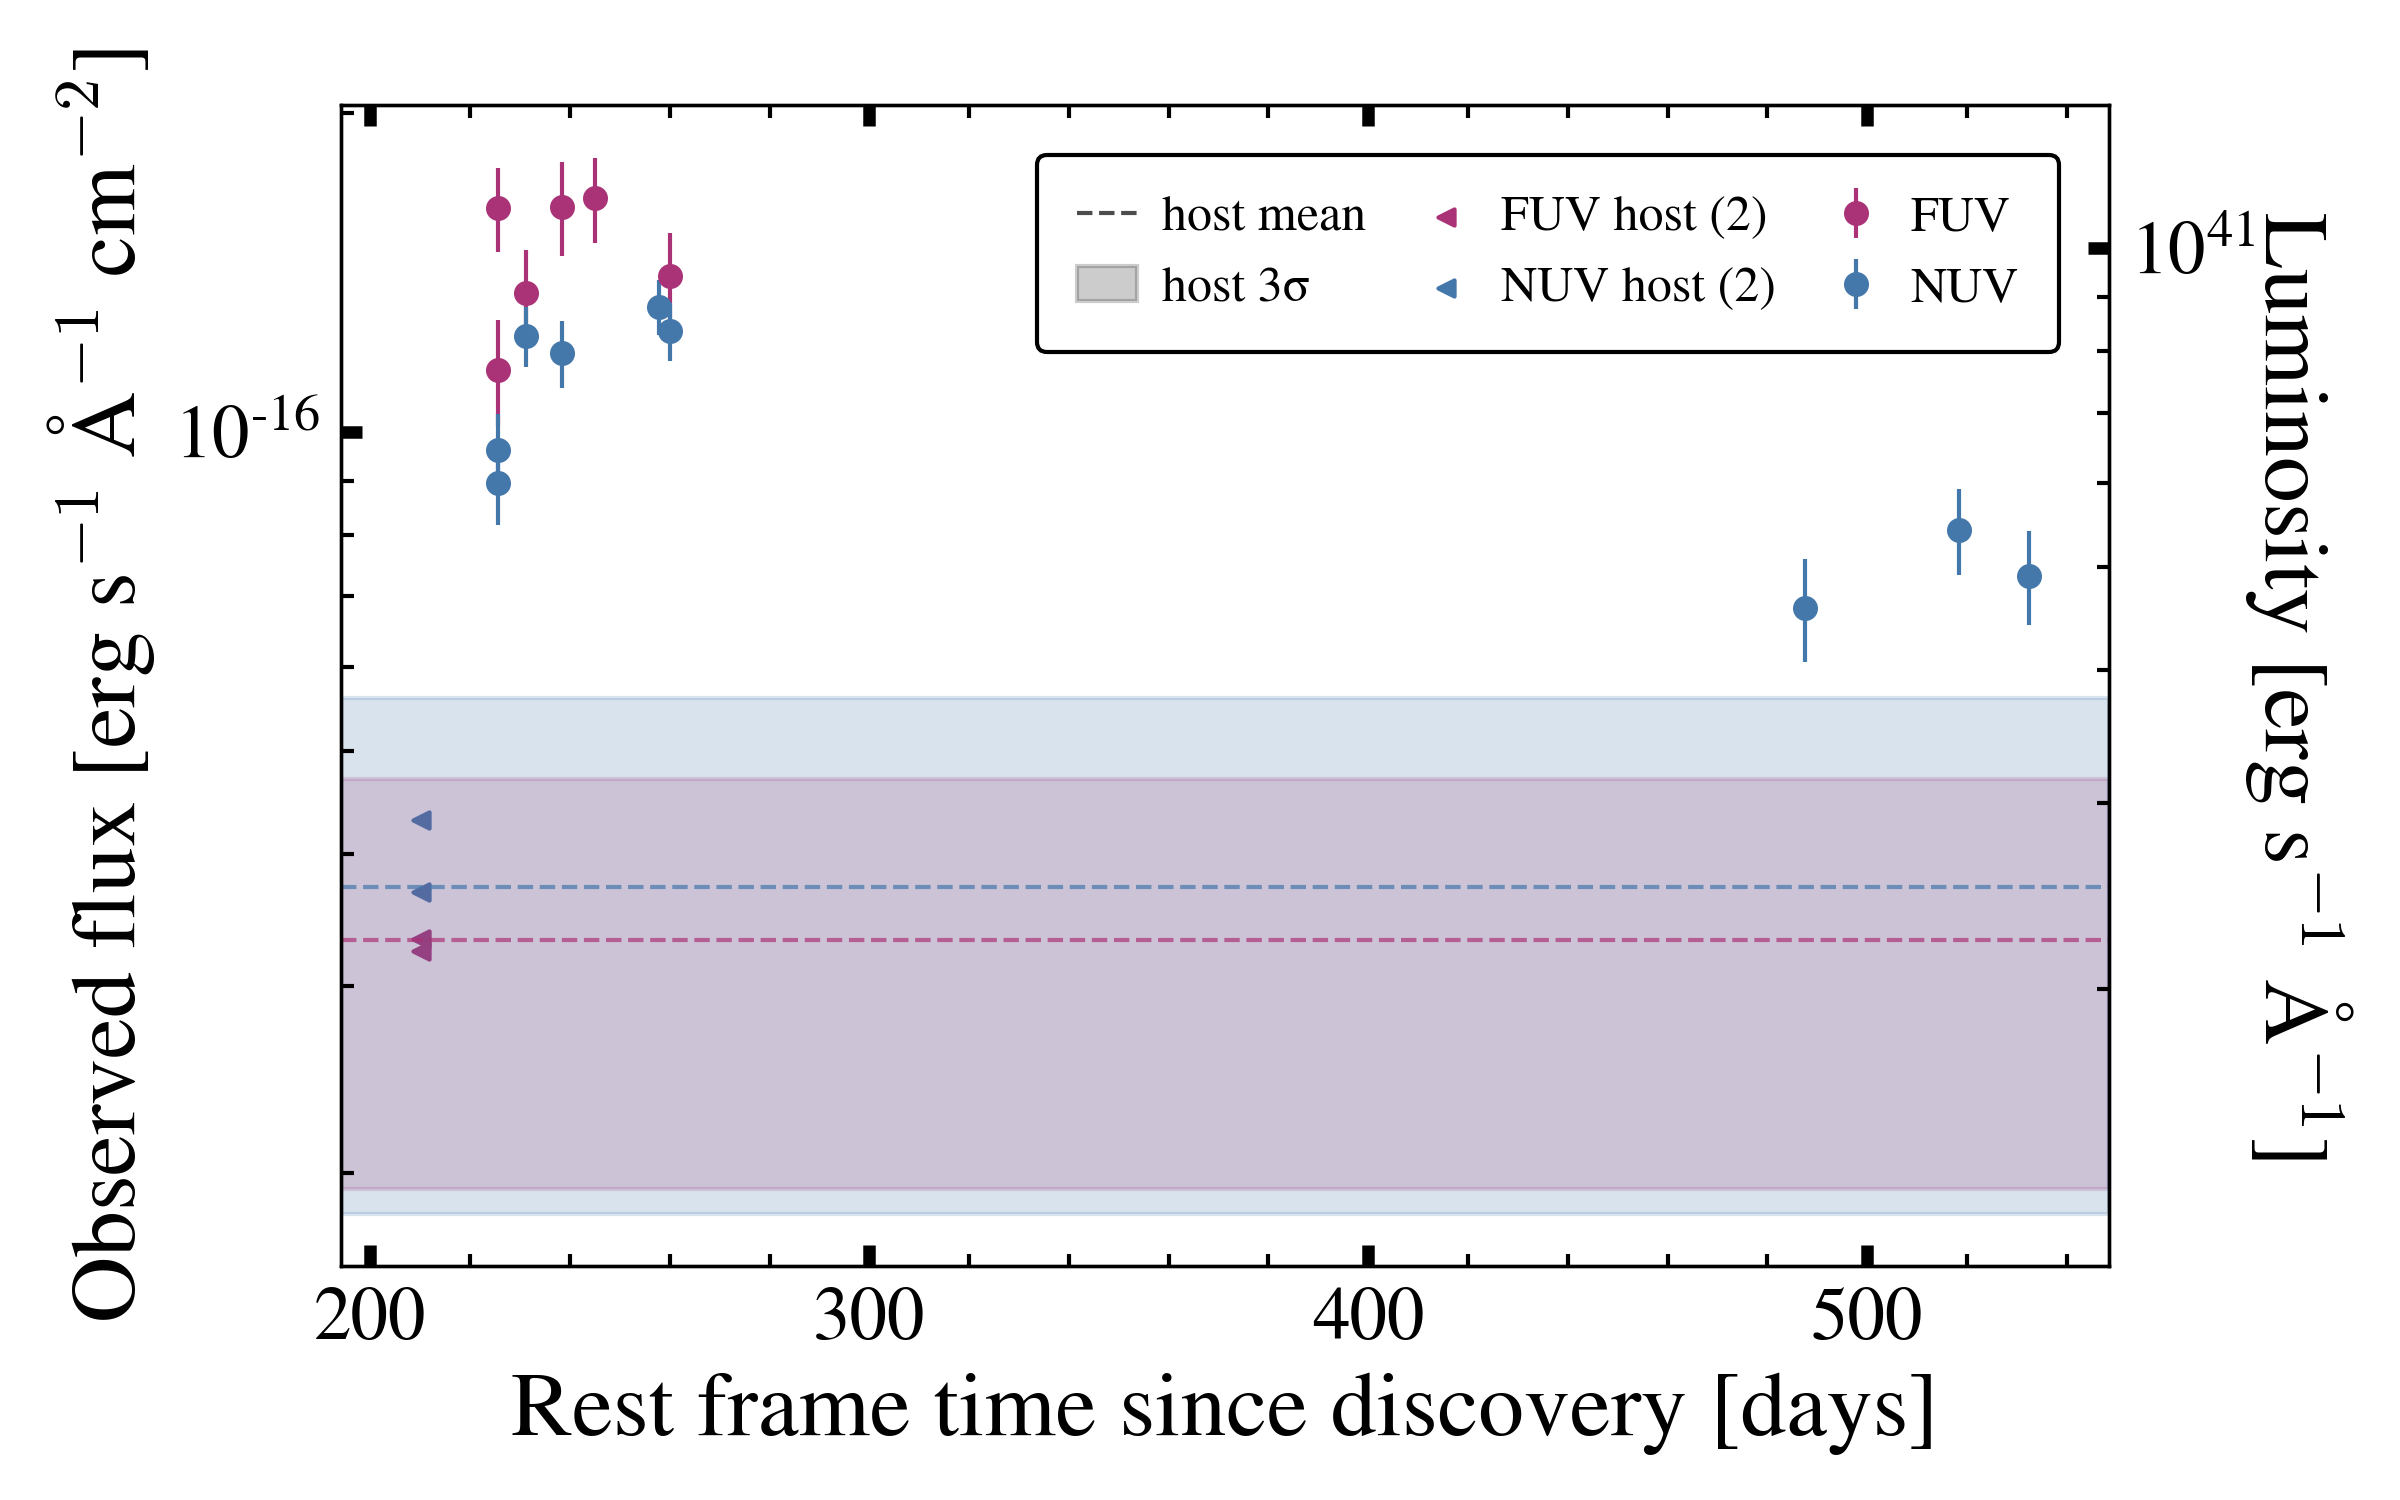 Observed flux [erg s⁻¹ Å⁻¹ cm⁻²]
10⁻¹⁶
host mean
host 3σ
FUV host (2)
NUV host (2)
FUV
NUV
10⁴¹
Luminosity [erg s⁻¹ Å⁻¹]
200 300 400 500
Rest frame time since discovery [days]